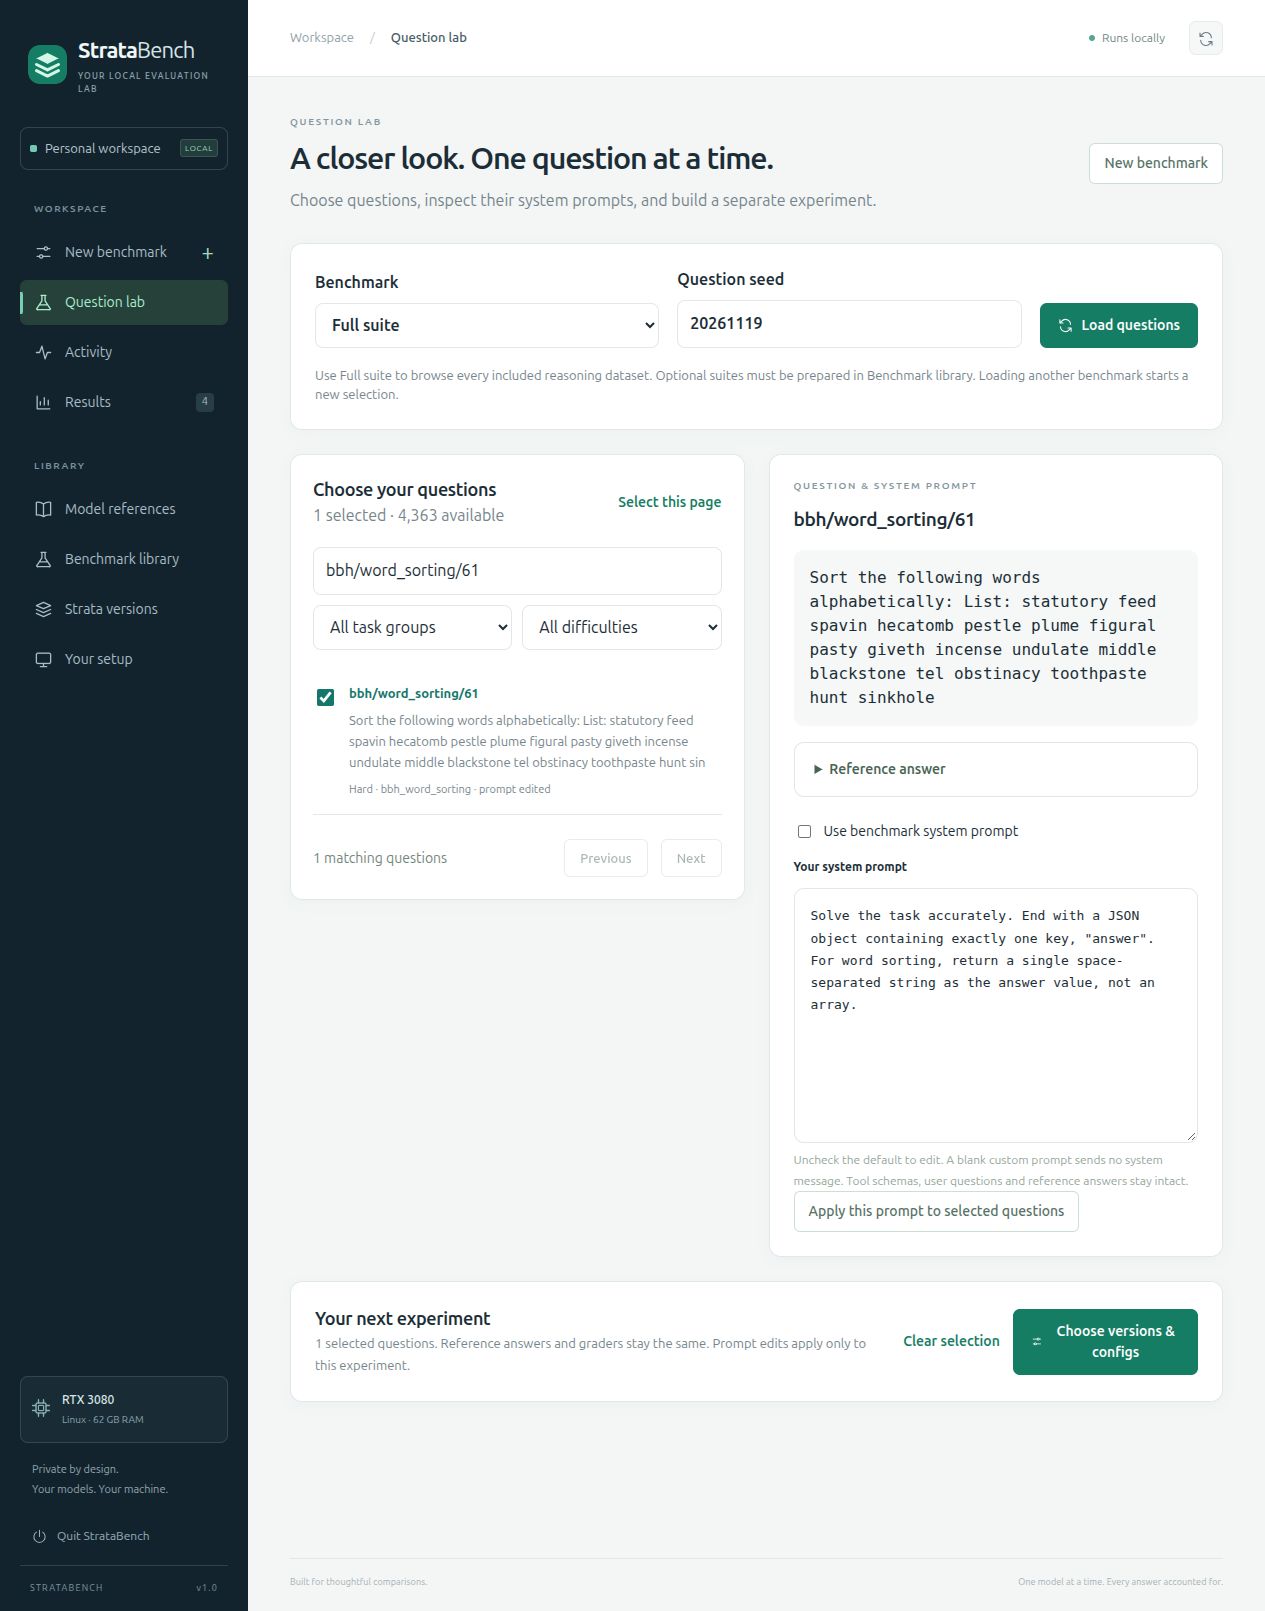 StrataBench
YOUR LOCAL EVALUATION
LAB
Personal workspace
LOCAL
WORKSPACE
New benchmark
+
Question lab
Activity
Results
4
LIBRARY
Model references
Benchmark library
Strata versions
Your setup
RTX 3080
Linux · 62 GB RAM
Private by design.
Your models. Your machine.
Quit StrataBench
STRATABENCH
v1.0
Workspace / Question lab
Runs locally
QUESTION LAB
A closer look. One question at a time.
Choose questions, inspect their system prompts, and build a separate experiment.
New benchmark
Benchmark
Full suite
Question seed
20261119
Load questions
Use Full suite to browse every included reasoning dataset. Optional suites must be prepared in Benchmark library. Loading another benchmark starts a
new selection.
Choose your questions
1 selected · 4,363 available
Select this page
bbh/word_sorting/61
All task groups
All difficulties
bbh/word_sorting/61
Sort the following words alphabetically: List: statutory feed
spavin hecatomb pestle plume figural pasty giveth incense
undulate middle blackstone tel obstinacy toothpaste hunt sin
Hard · bbh_word_sorting · prompt edited
1 matching questions
Previous
Next
QUESTION & SYSTEM PROMPT
bbh/word_sorting/61
Sort the following words
alphabetically: List: statutory feed
spavin hecatomb pestle plume figural
pasty giveth incense undulate middle
blackstone tel obstinacy toothpaste
hunt sinkhole
Reference answer
Use benchmark system prompt
Your system prompt
Solve the task accurately. End with a JSON
object containing exactly one key, "answer".
For word sorting, return a single space-
separated string as the answer value, not an
array.
Uncheck the default to edit. A blank custom prompt sends no system
message. Tool schemas, user questions and reference answers stay intact.
Apply this prompt to selected questions
Your next experiment
1 selected questions. Reference answers and graders stay the same. Prompt edits apply only to
this experiment.
Clear selection
Choose versions &
configs
Built for thoughtful comparisons.
One model at a time. Every answer accounted for.